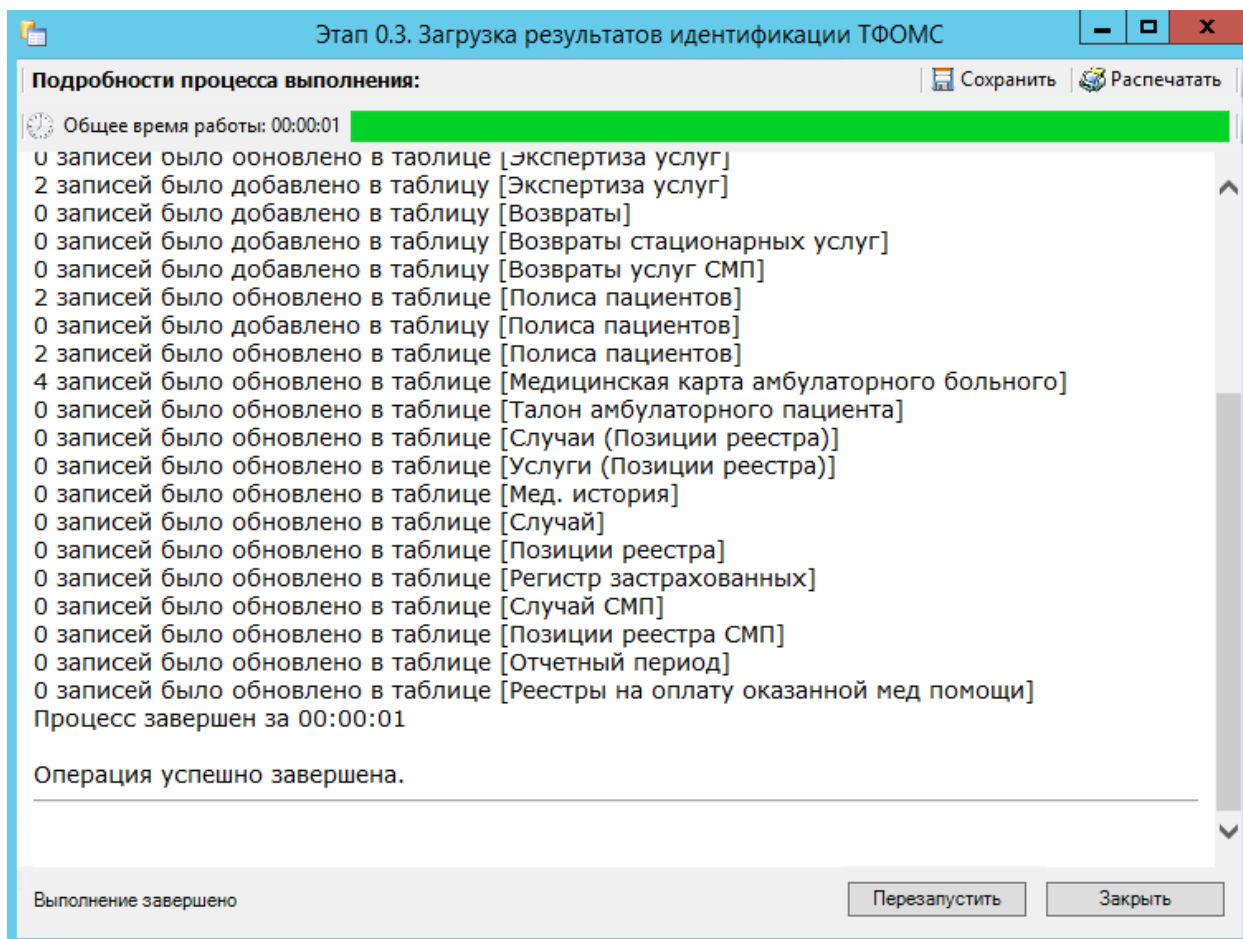 Этап 0.3. Загрузка результатов идентификации ТФОМС
Подробности процесса выполнения:
Сохранить
Распечатать
Общее время работы: 00:00:01
0 записей было обновлено в таблице [Экспертиза услуг]
2 записей было добавлено в таблицу [Экспертиза услуг]
0 записей было добавлено в таблицу [Возвраты]
0 записей было добавлено в таблицу [Возвраты стационарных услуг]
0 записей было добавлено в таблицу [Возвраты услуг СМП]
2 записей было обновлено в таблице [Полиса пациентов]
0 записей было добавлено в таблицу [Полиса пациентов]
2 записей было обновлено в таблице [Полиса пациентов]
4 записей было обновлено в таблице [Медицинская карта амбулаторного больного]
0 записей было обновлено в таблице [Талон амбулаторного пациента]
0 записей было обновлено в таблице [Случаи (Позиции реестра)]
0 записей было обновлено в таблице [Услуги (Позиции реестра)]
0 записей было обновлено в таблице [Мед. история]
0 записей было обновлено в таблице [Случай]
0 записей было обновлено в таблице [Позиции реестра]
0 записей было обновлено в таблице [Регистр застрахованных]
0 записей было обновлено в таблице [Случай СМП]
0 записей было обновлено в таблице [Позиции реестра СМП]
0 записей было обновлено в таблице [Отчетный период]
0 записей было обновлено в таблице [Реестры на оплату оказанной мед помощи]
Процесс завершен за 00:00:01
Операция успешно завершена.
Выполнение завершено
Перезапустить
Закрыть